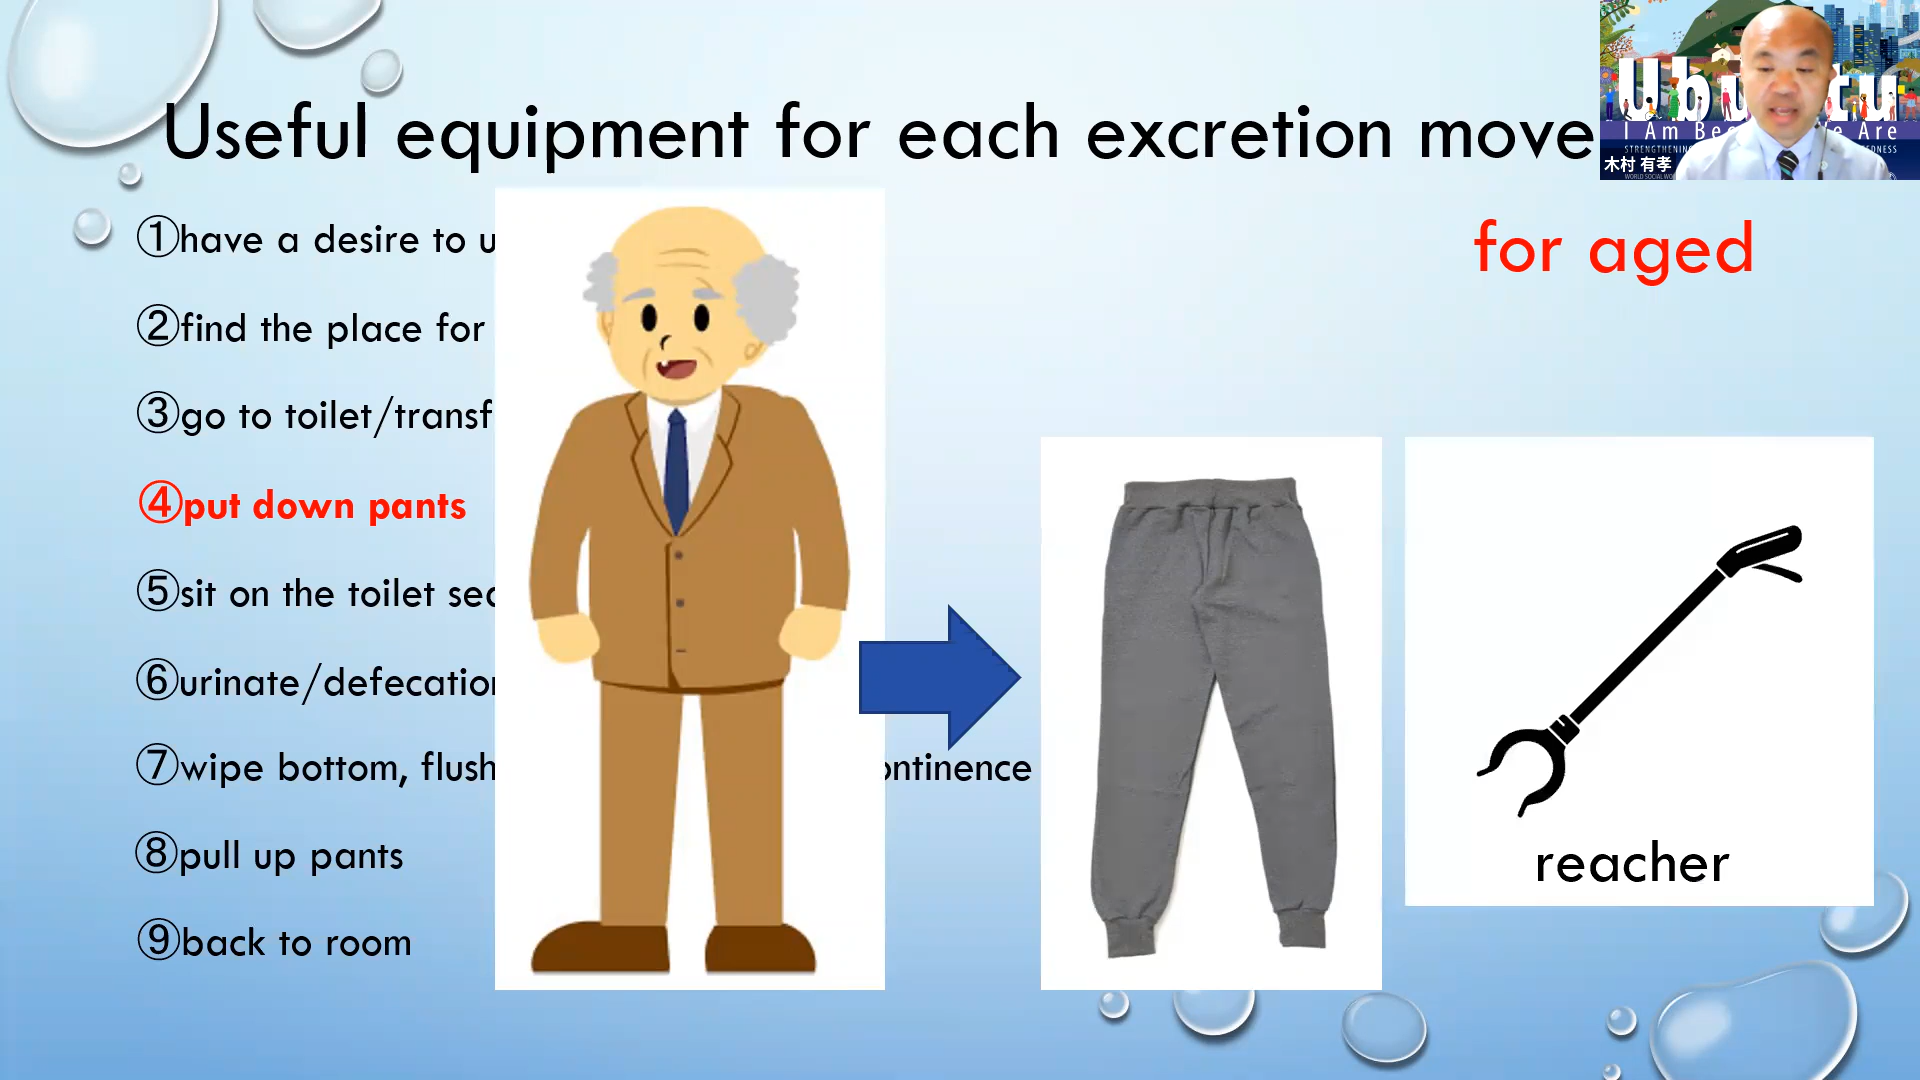 Useful equipment for each excretion move
for aged
①have a desire to u
②find the place for
③go to toilet/transf
④put down pants
⑤sit on the toilet sea
⑥urinate/defecation
⑦wipe bottom, flush
ontinence
⑧pull up pants
⑨back to room
reacher
I Am Are
木村 有孝